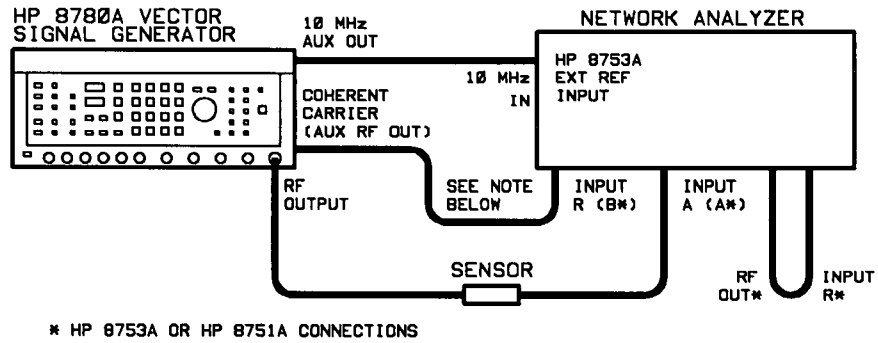 HP 8780A VECTOR
SIGNAL GENERATOR
10 MHz
AUX OUT
NETWORK ANALYZER
10 MHz
IN
HP 8753A
EXT REF
INPUT
COHERENT
CARRIER
(AUX RF OUT)
RF
OUTPUT
SEE NOTE
BELOW
INPUT
R (B*)
INPUT
A (A*)
SENSOR
RF
OUT*
INPUT
R*
* HP 8753A OR HP 8751A CONNECTIONS